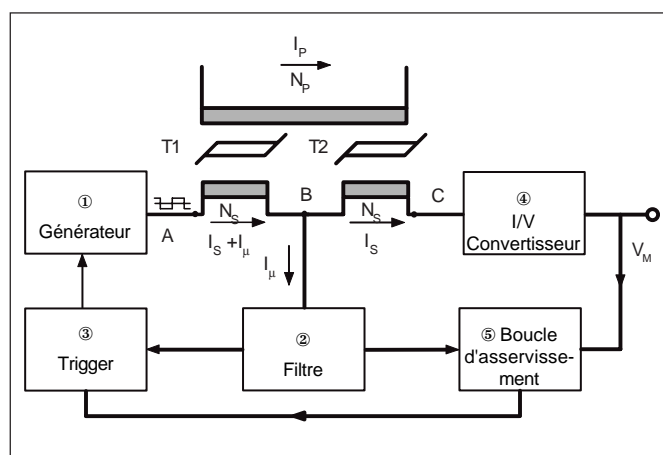 I_P
N_P
T1
T2
①
Générateur
A
N_S
I_S + I_μ
B
I_μ
N_S
I_S
C
④
I/V
Convertisseur
V_M
③
Trigger
②
Filtre
⑤ Boucle
d'asservisse-
ment